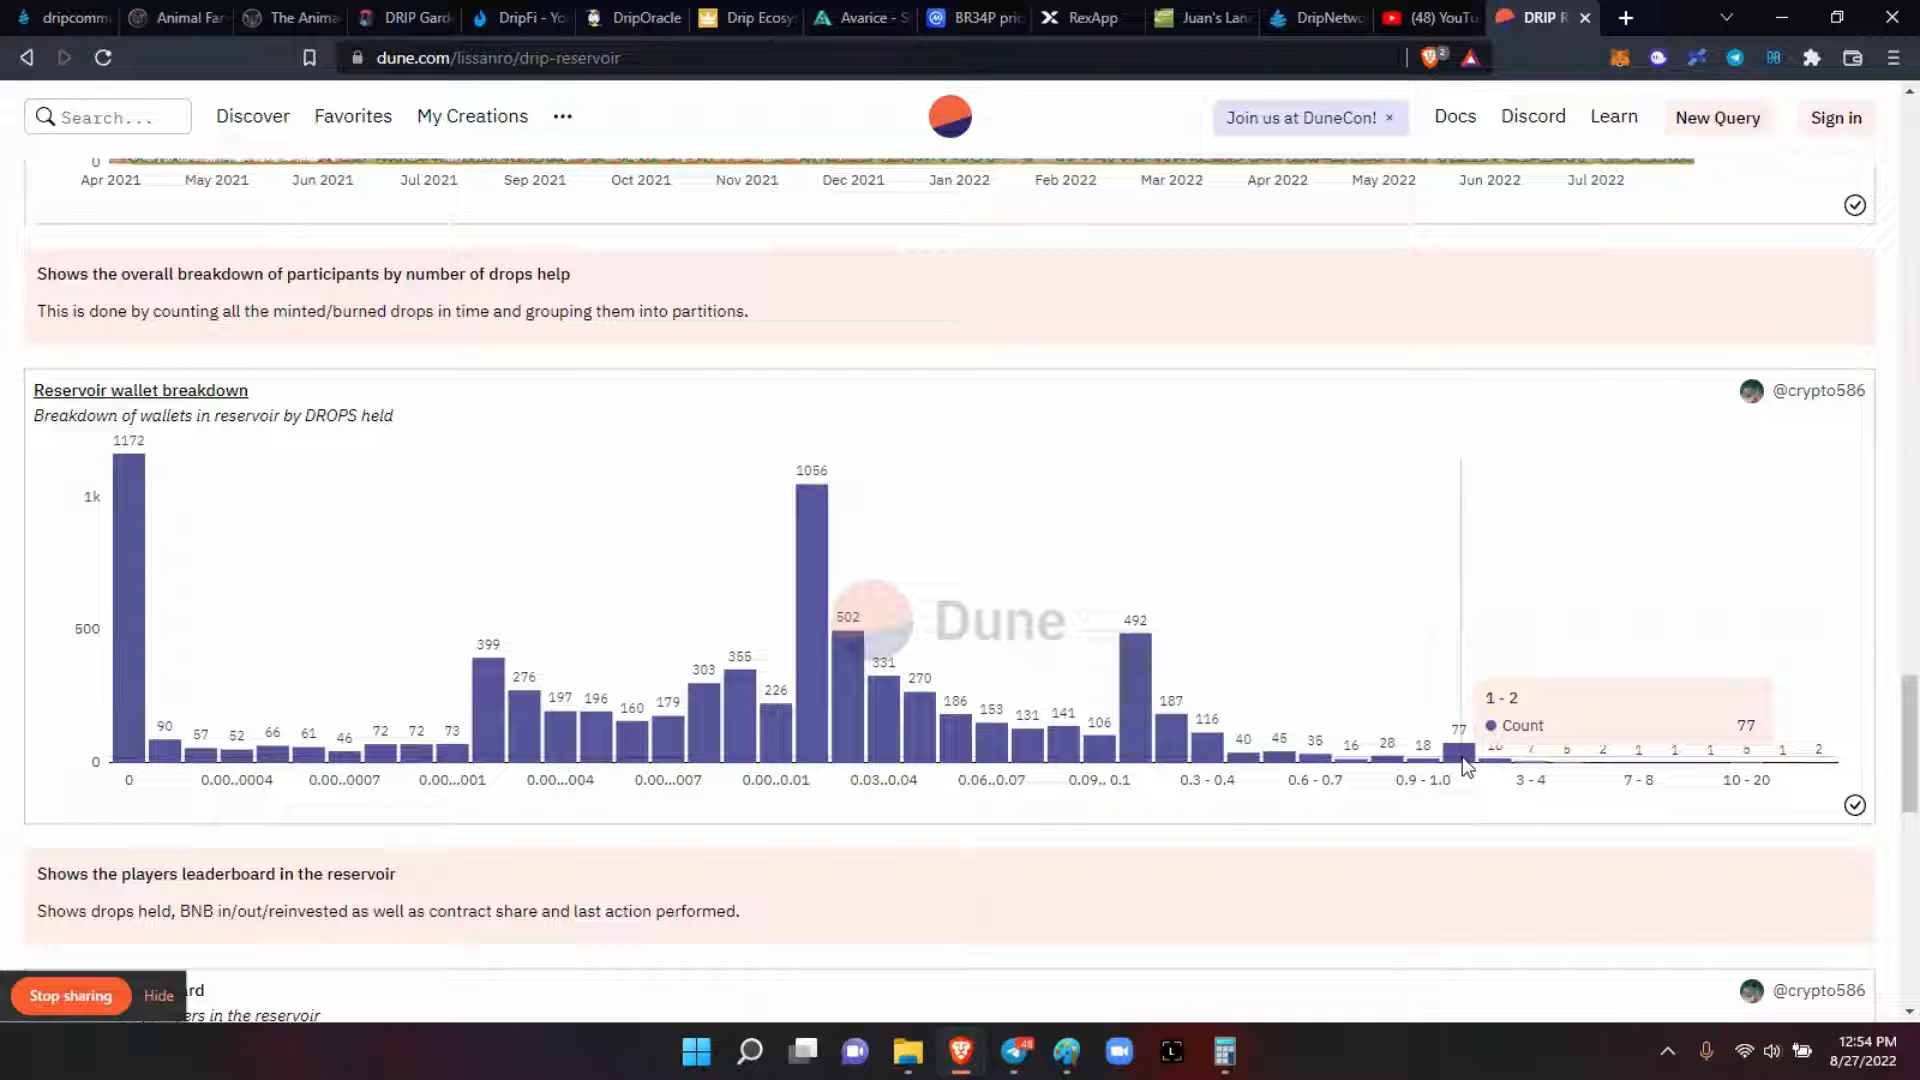 dripcomm
Animal Far
The Anima
DRIP Gard
DripFi - Yo
DripOracle
Drip Ecosy
Avarice - S
BR34P pric
RexApp
Juan's Lan
DripNetwo
(48) YouTu
DRIP R
dune.com/lissanro/drip-reservoir
2
Search...
Discover
Favorites
My Creations
Join us at DuneCon! ×
Docs
Discord
Learn
New Query
Sign in
0
Apr 2021 May 2021 Jun 2021 Jul 2021 Sep 2021 Oct 2021 Nov 2021 Dec 2021 Jan 2022 Feb 2022 Mar 2022 Apr 2022 May 2022 Jun 2022 Jul 2022
Shows the overall breakdown of participants by number of drops help
This is done by counting all the minted/burned drops in time and grouping them into partitions.
Reservoir wallet breakdown
@crypto586
Breakdown of wallets in reservoir by DROPS held
1k
500
0
1172 90 57 52 66 61 46 72 72 73 399 276 197 196 160 179 303 355 226 1056 502 331 270 186 153 131 141 106 492 187 116 40 45 35 16 28 18 77
Dune
1 - 2
Count 77
7 2 1 1 1 5 1 2
0 0.00..0004 0.00..0007 0.00...001 0.00...004 0.00...007 0.00...0.01 0.03..0.04 0.06..0.07 0.09.. 0.1 0.3 - 0.4 0.6 - 0.7 0.9 - 1.0 3 - 4 7 - 8 10 - 20
Shows the players leaderboard in the reservoir
Shows drops held, BNB in/out/reinvested as well as contract share and last action performed.
Stop sharing
Hide
rd
@crypto586
ers in the reservoir
48
L
12:54 PM
8/27/2022